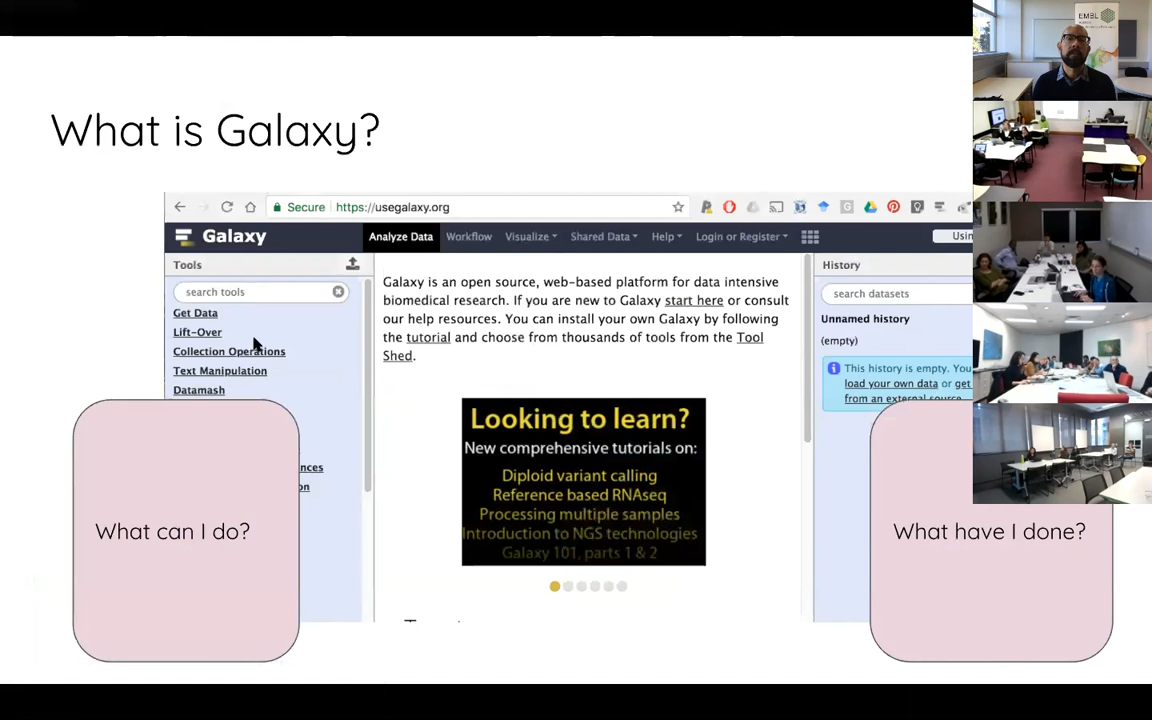 What is Galaxy?
Secure https://usegalaxy.org
Galaxy
Analyze Data Workflow Visualize Shared Data Help Login or Register
Usin
Tools
search tools
Get Data
Lift-Over
Collection Operations
Text Manipulation
Datamash
nces
on
Galaxy is an open source, web-based platform for data intensive
biomedical research. If you are new to Galaxy start here or consult
our help resources. You can install your own Galaxy by following
the tutorial and choose from thousands of tools from the Tool
Shed.
Looking to learn?
New comprehensive tutorials on:
Diploid variant calling
Reference based RNAseq
Processing multiple samples
Introduction to NGS technologies
Galaxy 101, parts 1 & 2
History
search datasets
Unnamed history
(empty)
This history is empty. You
load your own data or get
from an external source
What can I do?
What have I done?
EMBL